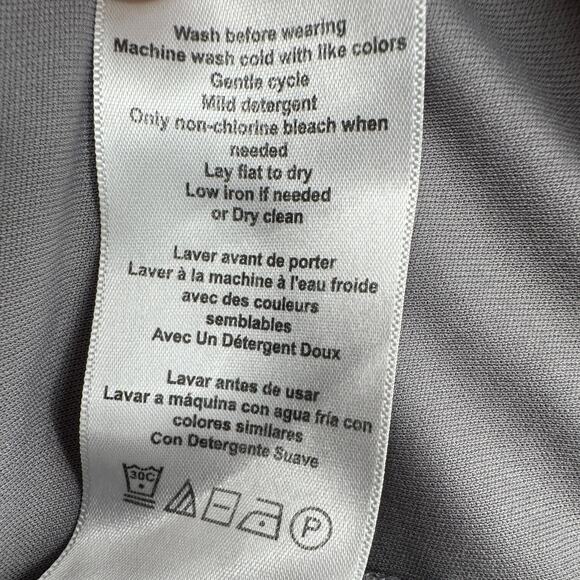 Wash before wearing
Machine wash cold with like colors
Gentle cycle
Mild detergent
Only non-chlorine bleach when
needed
Lay flat to dry
Low iron if needed
or Dry clean
Laver avant de porter
Laver à la machine à l'eau froide
avec des couleurs
semblables
Avec Un Détergent Doux
Lavar antes de usar
Lavar a máquina con agua fría con
colores similares
Con Detergente Suave
30C
P